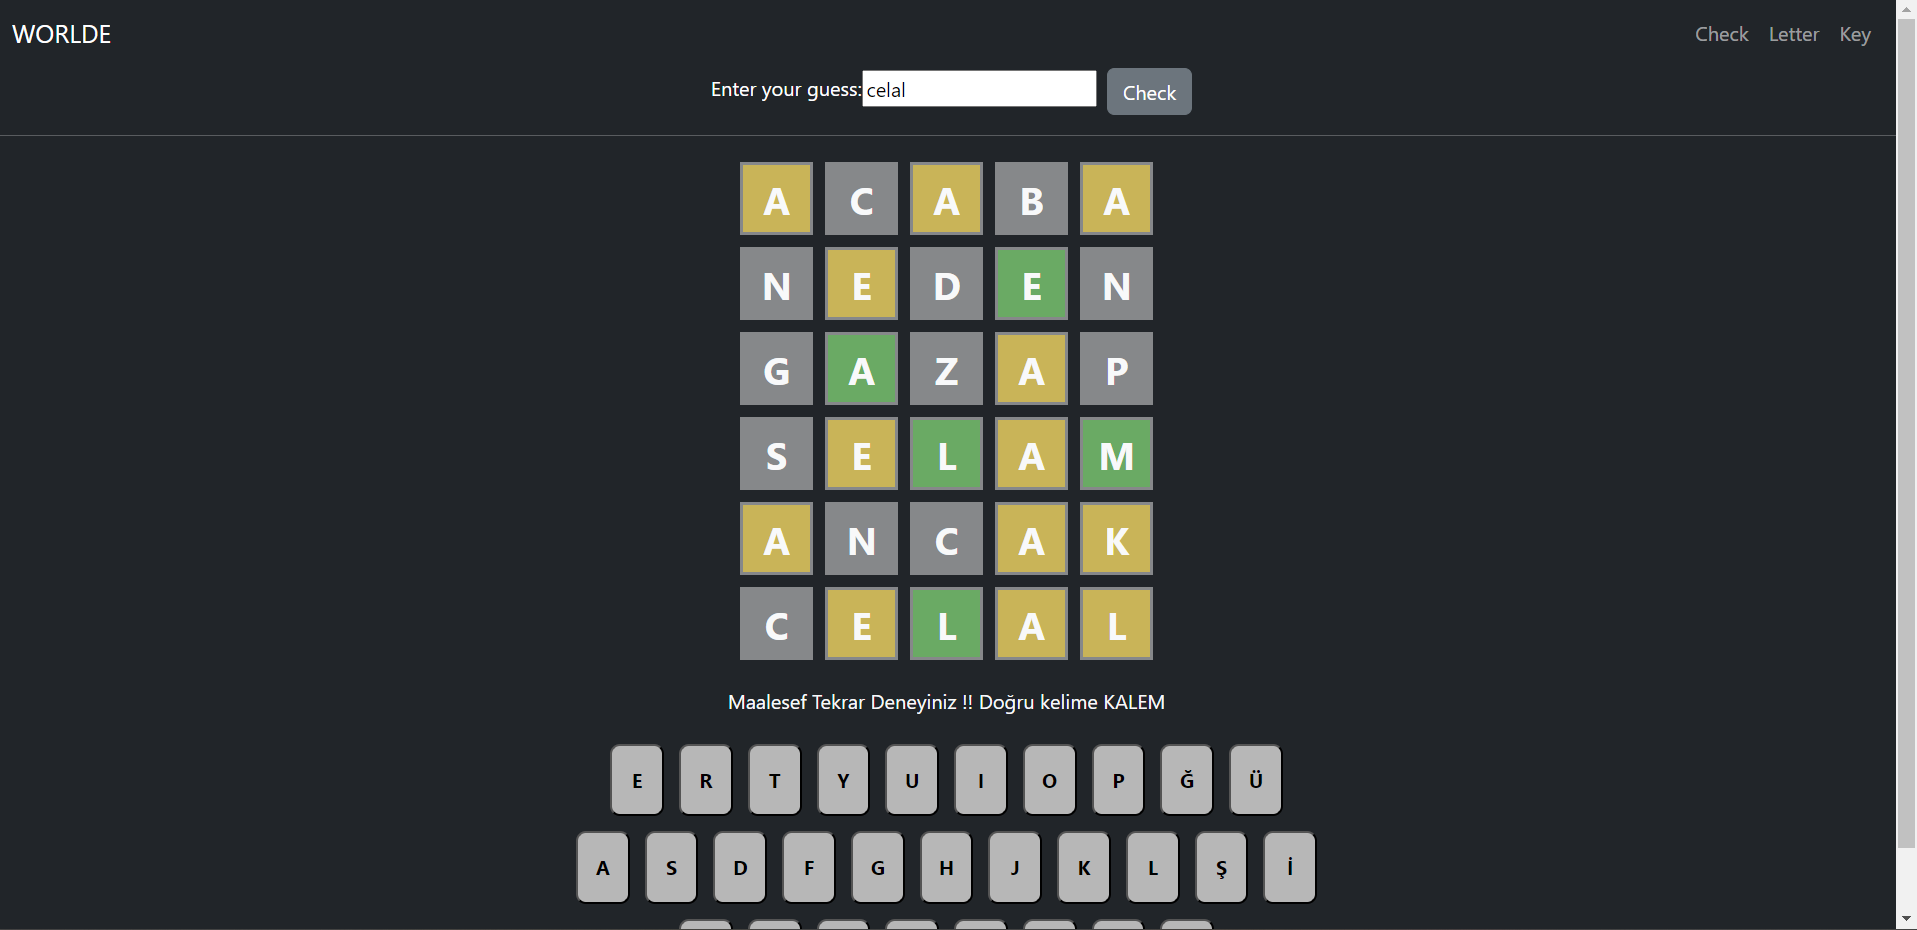 WORLDE Check Letter Key
Enter your guess: celal Check
A C A B A
N E D E N
G A Z A P
S E L A M
A N C A K
C E L A L
Maalesef Tekrar Deneyiniz !! Doğru kelime KALEM
E R T Y U I O P Ğ Ü
A S D F G H J K L Ş İ